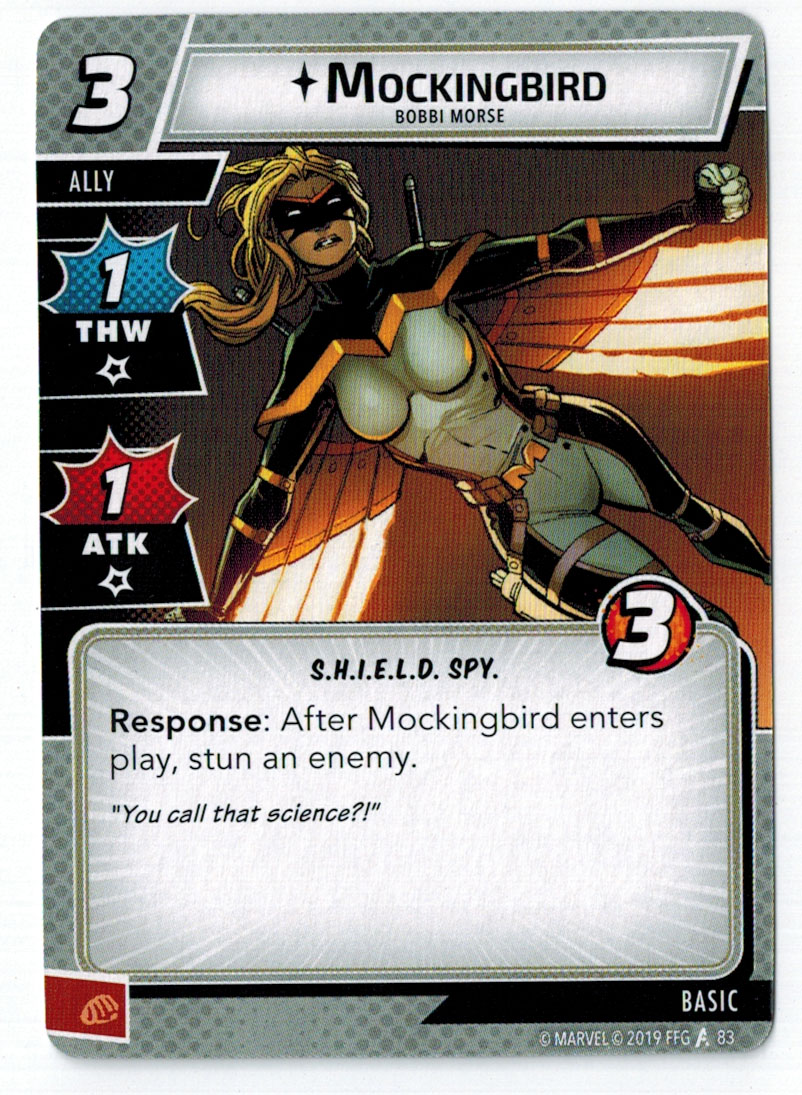 3
MOCKINGBIRD
BOBBI MORSE
ALLY
1
THW
1
ATK
3
S.H.I.E.L.D. SPY.
Response: After Mockingbird enters
play, stun an enemy.
"You call that science?!"
BASIC
© MARVEL © 2019 FFG 83